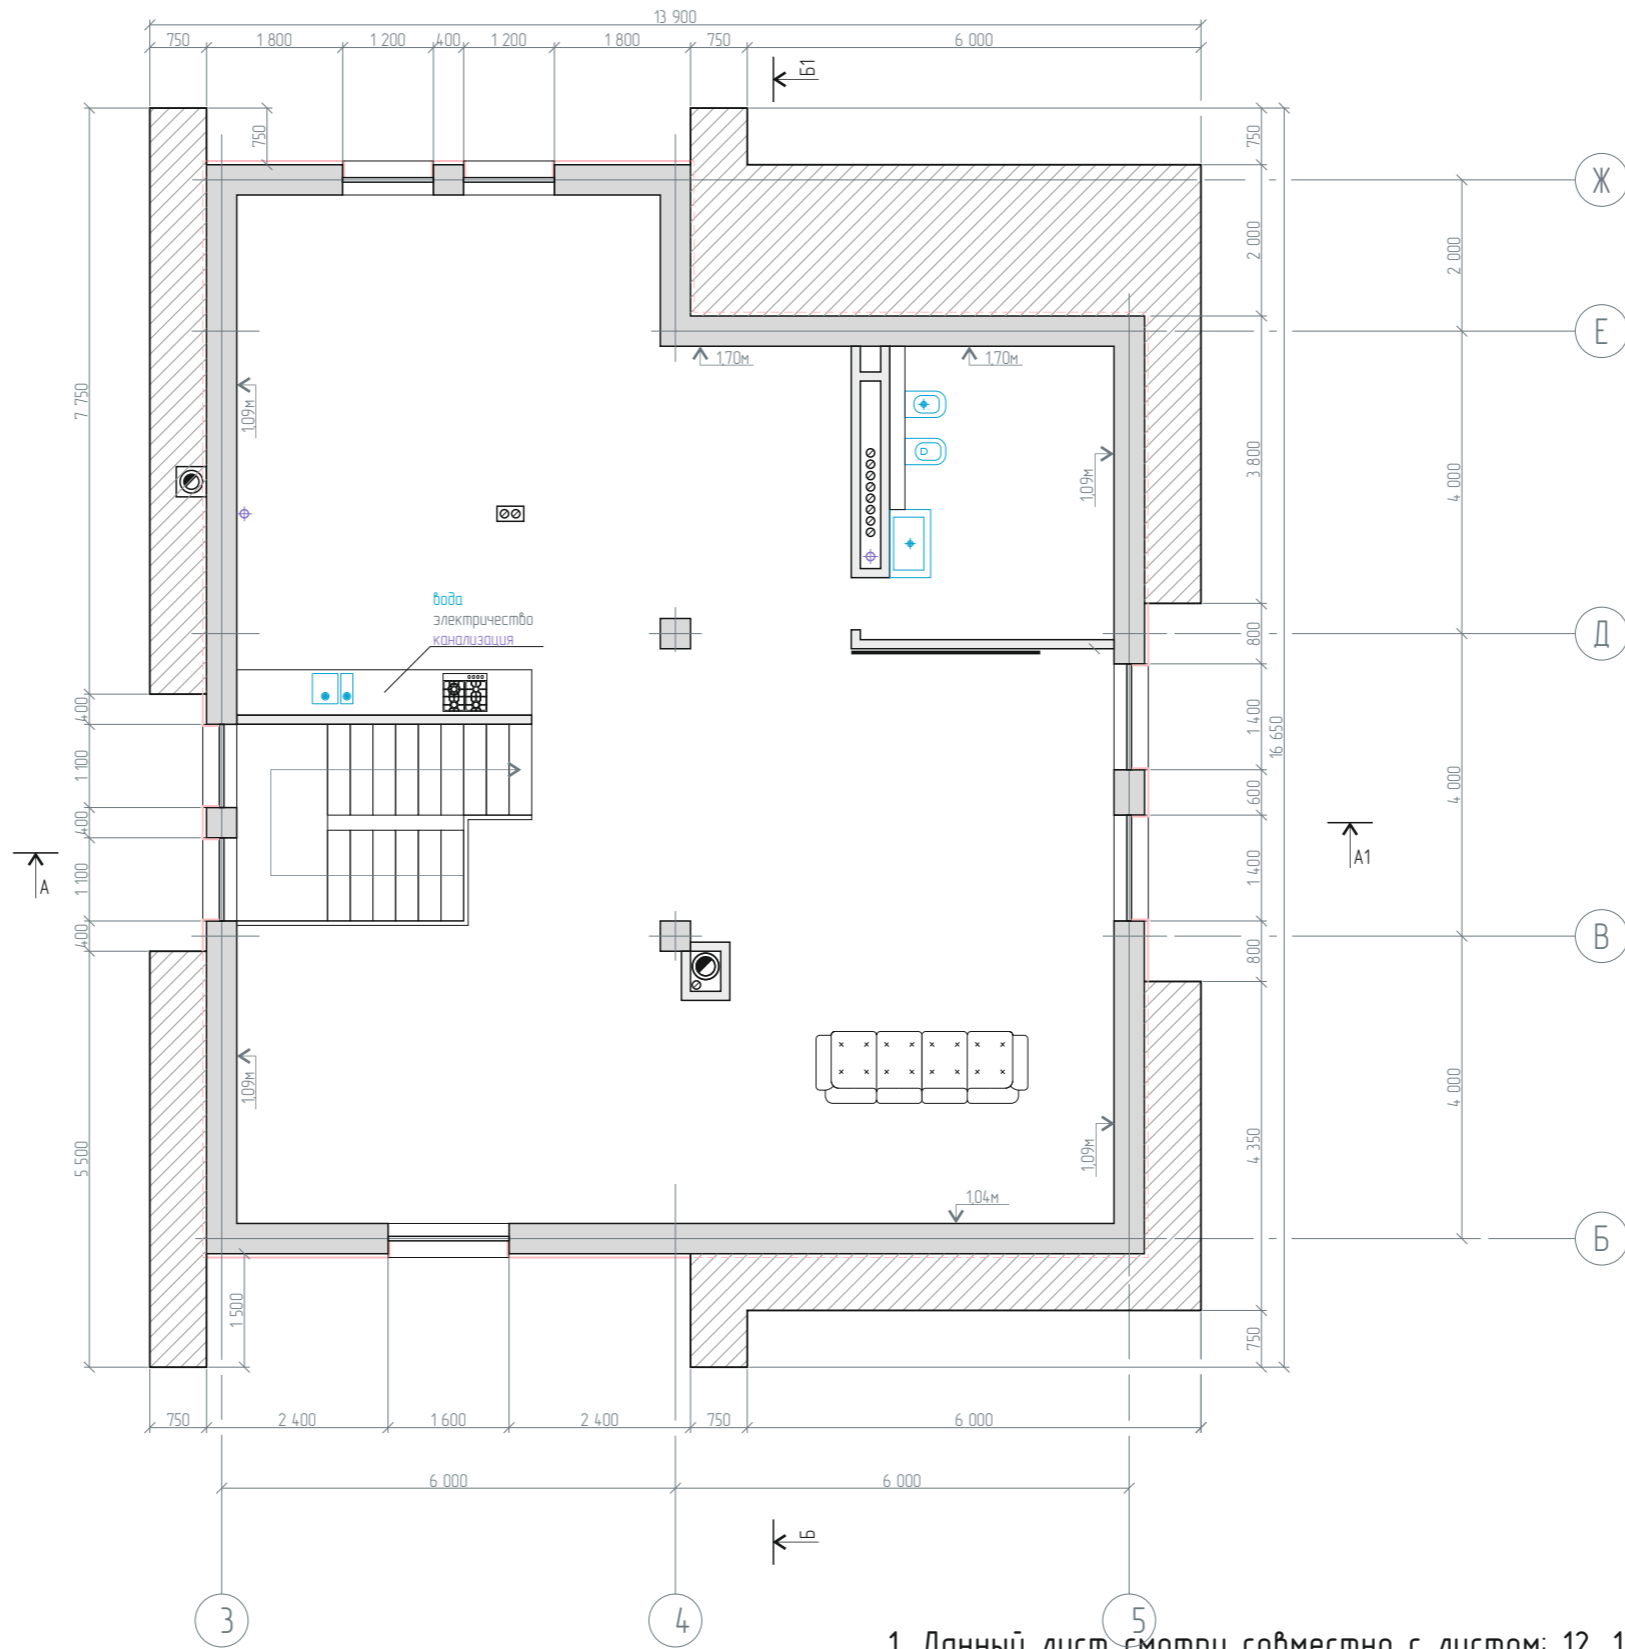 13 900
750 1 800 1 200 400 1 200 1 800 750 6 000
Б1
750
750
Ж
2 000
2 000
Е
1,70м 1,70м
7 750
1,09м
3 800
1,09м
4 000
вода
электричество
канализация
800
Д
400
1 100
400
1 100
400
1 400
16 650
600
1 400
800
4 000
А
А1
В
5 500
1,09м
1,09м
1,04м
4 350
4 000
Б
1 500
750
750 2 400 1 600 2 400 750 6 000
6 000 6 000
Б
3 4 5
1. Данный лист смотри совместно с листом: 12, 1